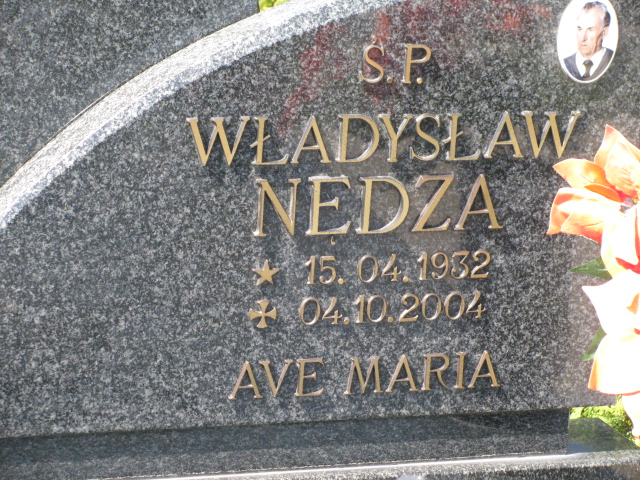 Ś.P.
WŁADYSŁAW
NĘDZA
15.04.1932
04.10.2004
AVE MARIA